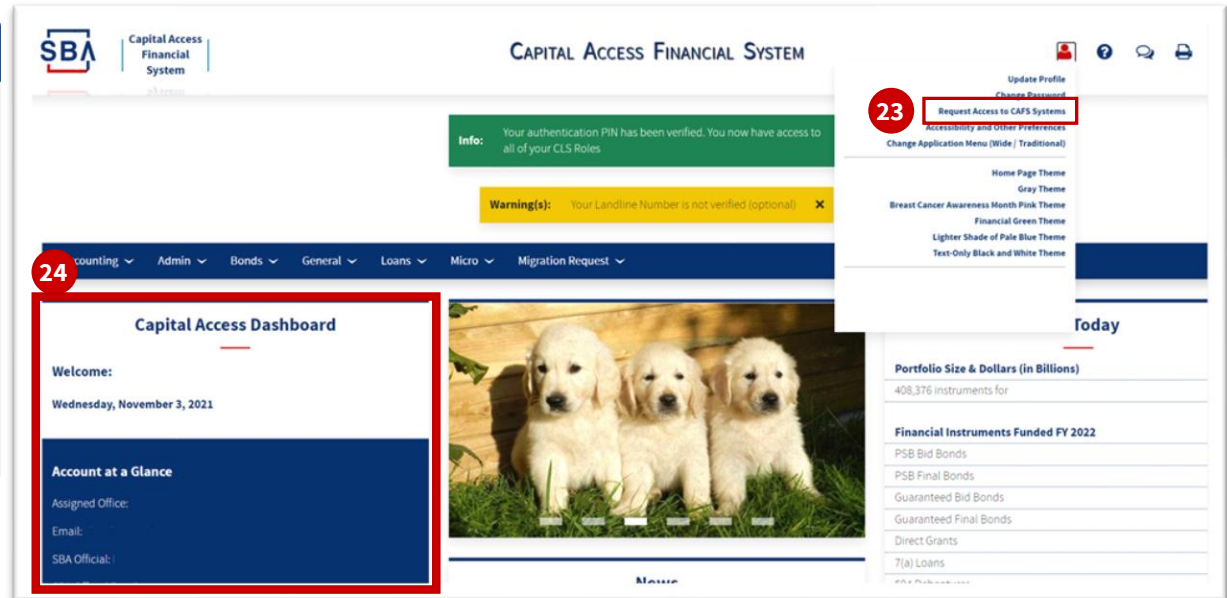 SBA
Capital Access
Financial
System
CAPITAL ACCESS FINANCIAL SYSTEM
Update Profile
Change Password
23
Request Access to CAFS Systems
Accessibility and Other Preferences
Change Application Menu (Wide / Traditional)
Home Page Theme
Gray Theme
Breast Cancer Awareness Month Pink Theme
Financial Green Theme
Lighter Shade of Pale Blue Theme
Text-Only Black and White Theme
Info: Your authentication PIN has been verified. You now have access to
all of your CLS Roles
Warning(s): Your Landline Number is not verified (optional) ×
24
counting Admin Bonds General Loans Micro Migration Request
Capital Access Dashboard
Welcome:
Wednesday, November 3, 2021
Account at a Glance
Assigned Office:
Email:
SBA Official:
News
Today
Portfolio Size & Dollars (in Billions)
408,376 instruments for
Financial Instruments Funded FY 2022
PSB Bid Bonds
PSB Final Bonds
Guaranteed Bid Bonds
Guaranteed Final Bonds
Direct Grants
7(a) Loans